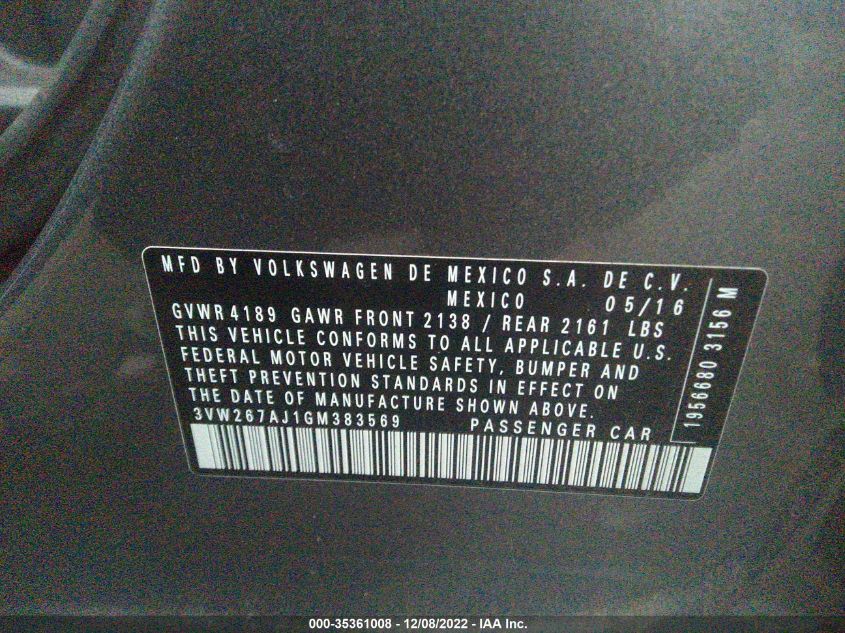 MFD BY VOLKSWAGEN DE MEXICO S.A. DE C.V.
MEXICO 05/16
GVWR 4189 GAWR FRONT 2138 / REAR 2161 LBS
THIS VEHICLE CONFORMS TO ALL APPLICABLE U.S.
FEDERAL MOTOR VEHICLE SAFETY, BUMPER AND
THEFT PREVENTION STANDARDS IN EFFECT ON
THE DATE OF MANUFACTURE SHOWN ABOVE.
3VW267AJ1GM383569 PASSENGER CAR
1956680 3156 M
000-35361008 - 12/08/2022 - IAA Inc.